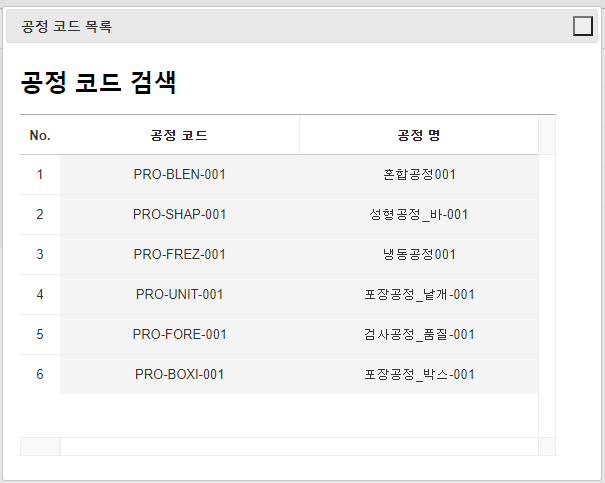 공정 코드 목록
공정 코드 검색
No. 공정 코드 공정 명
1 PRO-BLEN-001 혼합공정001
2 PRO-SHAP-001 성형공정_바-001
3 PRO-FREZ-001 냉동공정001
4 PRO-UNIT-001 포장공정_낱개-001
5 PRO-FORE-001 검사공정_품질-001
6 PRO-BOXI-001 포장공정_박스-001